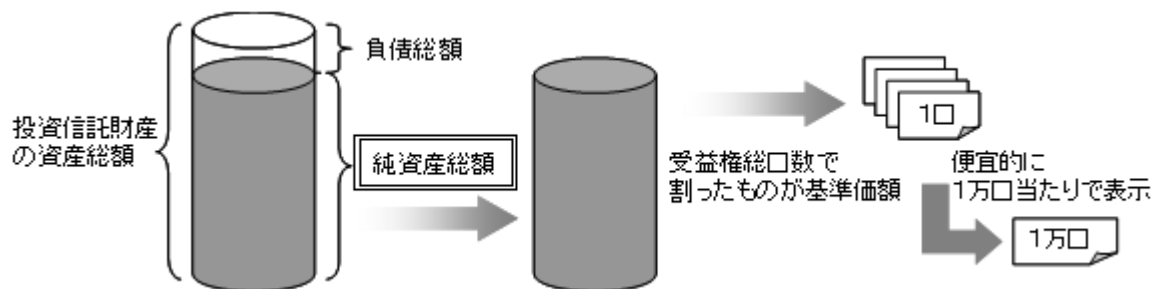 負債総額
投資信託財産
の資産総額
純資産総額
受益権総口数で
割ったものが基準価額
1口
便宜的に
1万口当たりで表示
1万口